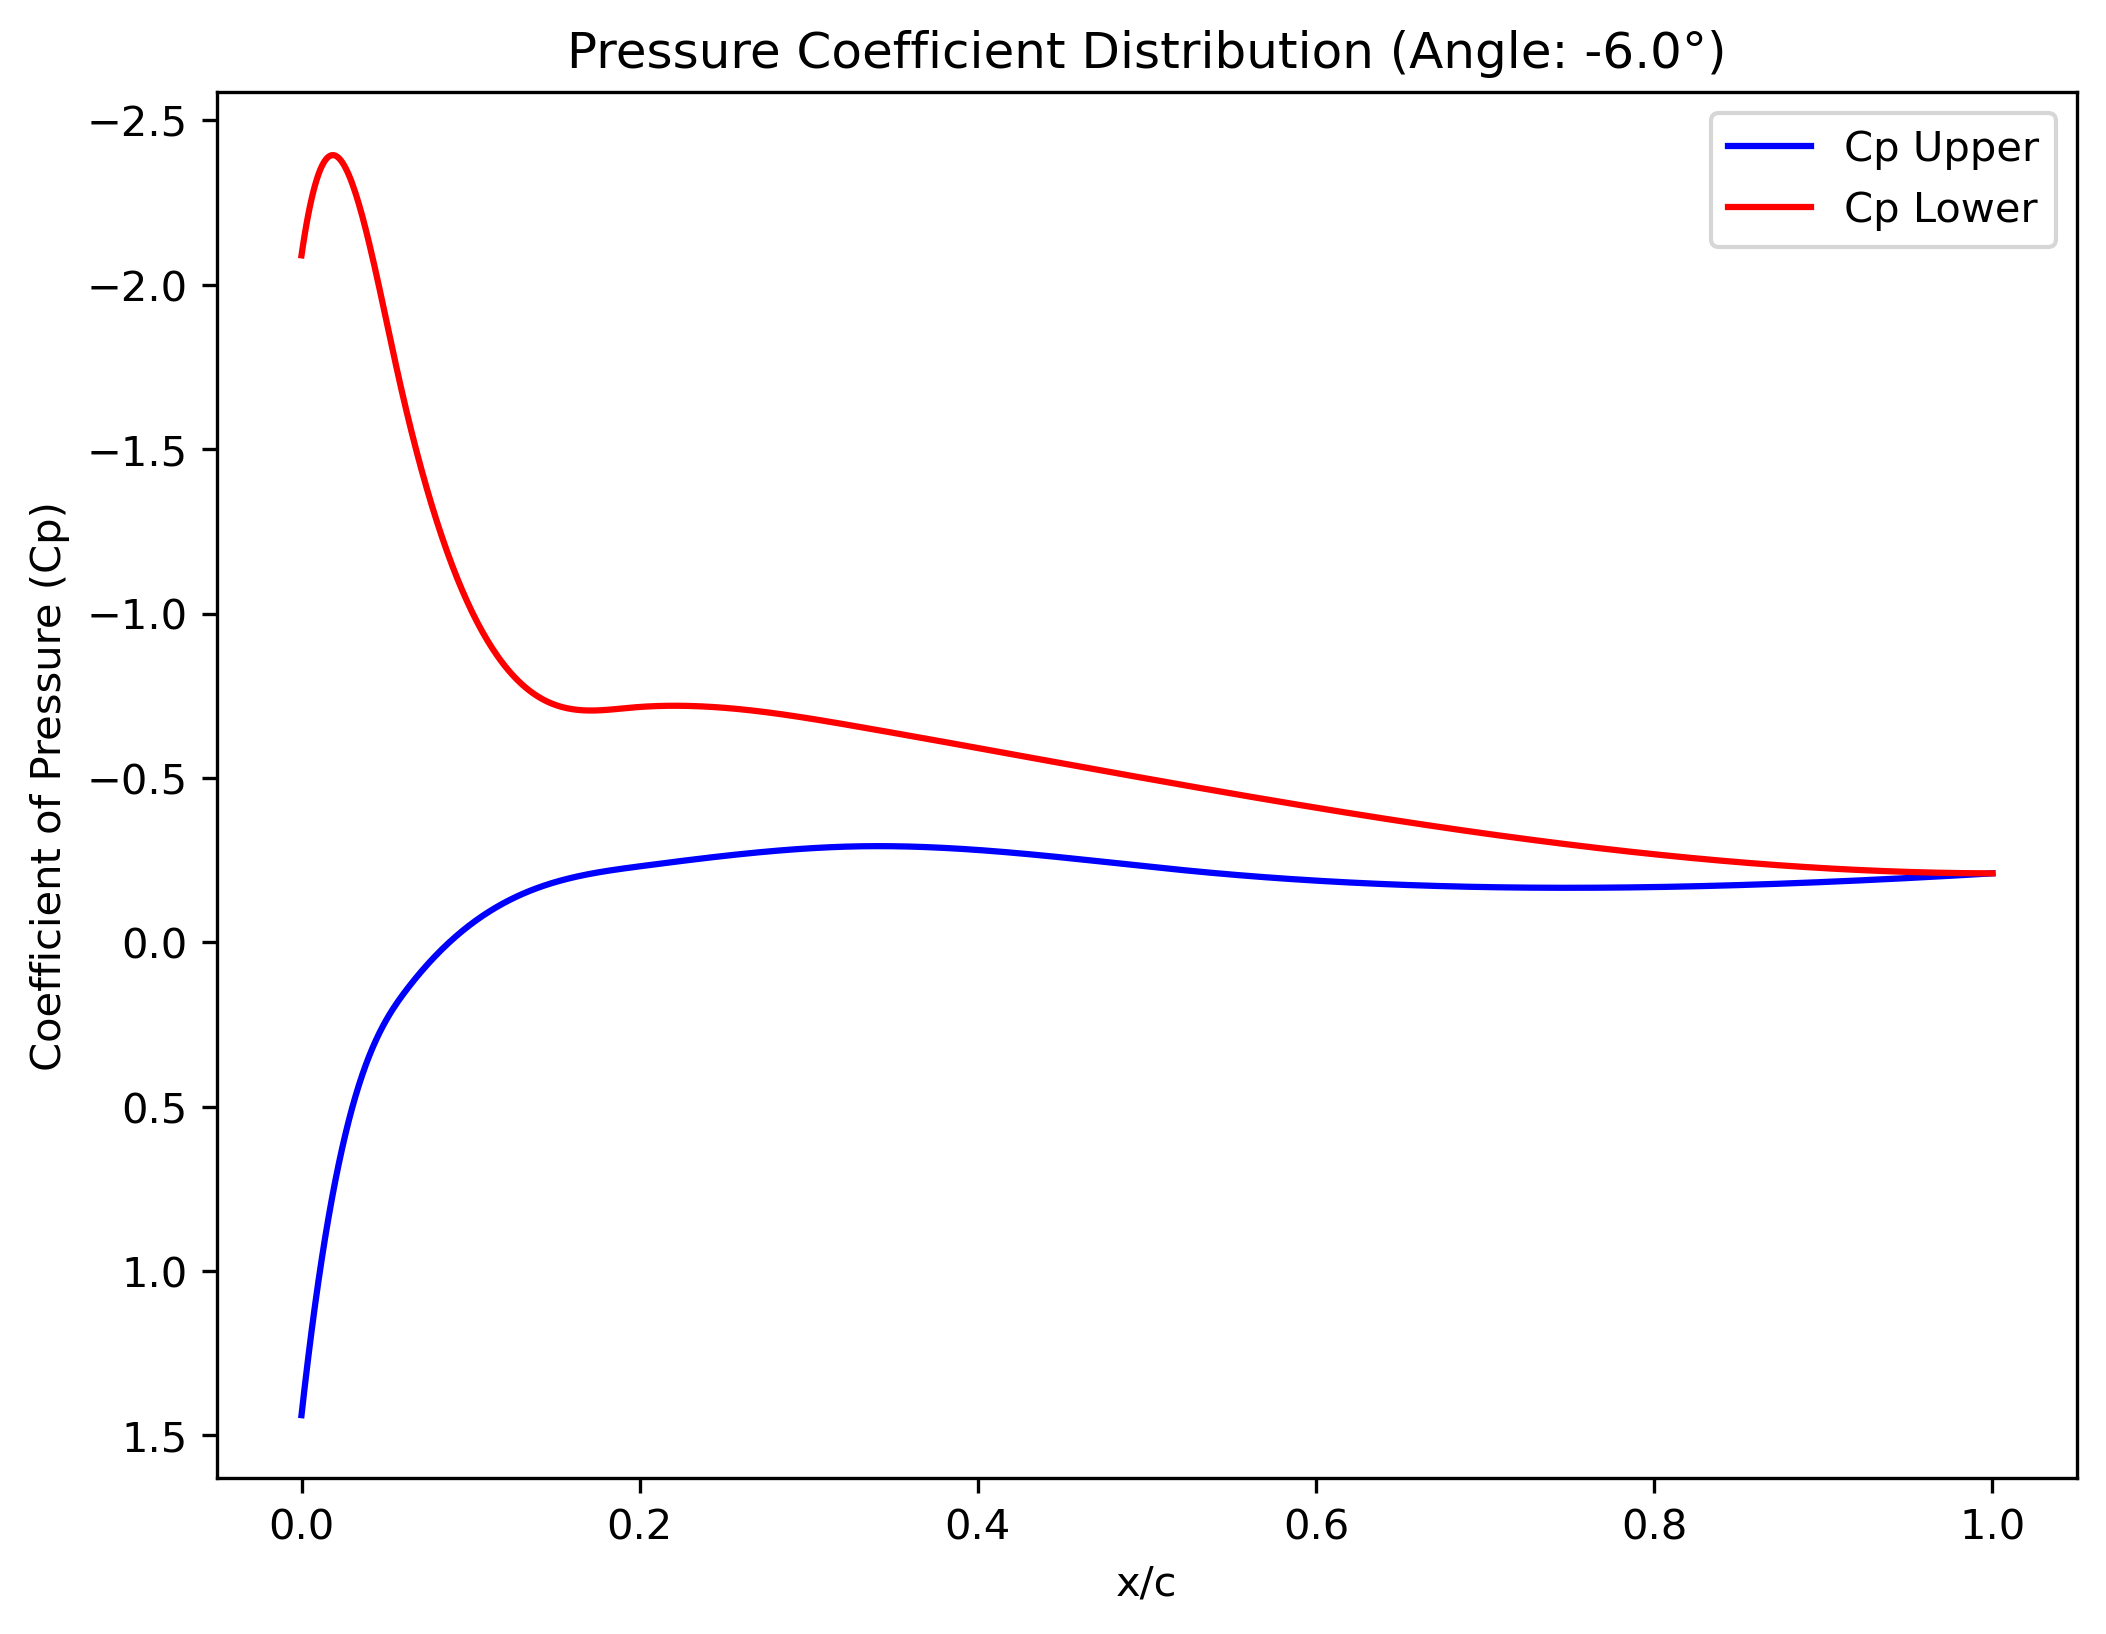 Pressure Coefficient Distribution (Angle: -6.0°)
Cp Upper
Cp Lower
Coefficient of Pressure (Cp)
−2.5
−2.0
−1.5
−1.0
−0.5
0.0
0.5
1.0
1.5
0.0 0.2 0.4 0.6 0.8 1.0
x/c